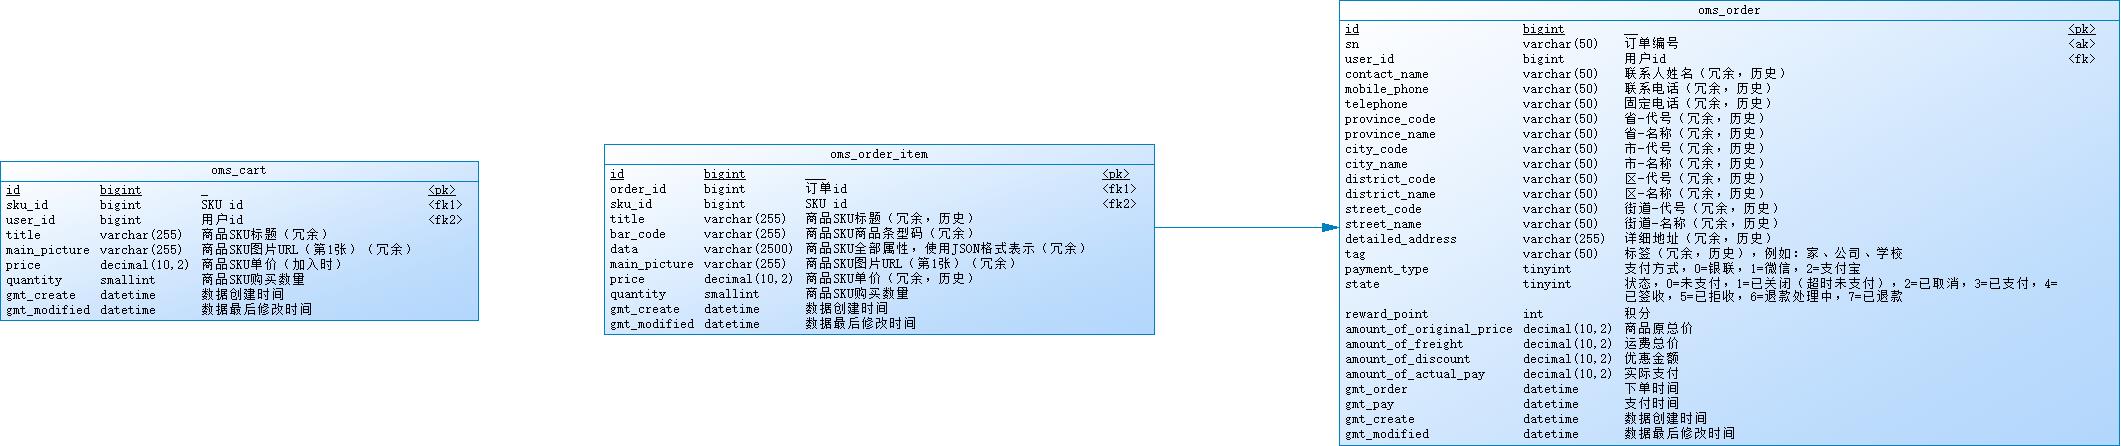 oms_cart
id bigint _ <pk>
sku_id bigint SKU id <fk1>
user_id bigint 用户id <fk2>
title varchar(255) 商品SKU标题（冗余）
main_picture varchar(255) 商品SKU图片URL（第1张）（冗余）
price decimal(10,2) 商品SKU单价（加入时）
quantity smallint 商品SKU购买数量
gmt_create datetime 数据创建时间
gmt_modified datetime 数据最后修改时间
oms_order_item
id bigint ___ <pk>
order_id bigint 订单id <fk1>
sku_id bigint SKU id <fk2>
title varchar(255) 商品SKU标题（冗余，历史）
bar_code varchar(255) 商品SKU商品条型码（冗余）
data varchar(2500) 商品SKU全部属性，使用JSON格式表示（冗余）
main_picture varchar(255) 商品SKU图片URL（第1张）（冗余）
price decimal(10,2) 商品SKU单价（冗余，历史）
quantity smallint 商品SKU购买数量
gmt_create datetime 数据创建时间
gmt_modified datetime 数据最后修改时间
oms_order
id bigint __ <pk>
sn varchar(50) 订单编号 <ak>
user_id bigint 用户id <fk>
contact_name varchar(50) 联系人姓名（冗余，历史）
mobile_phone varchar(50) 联系电话（冗余，历史）
telephone varchar(50) 固定电话（冗余，历史）
province_code varchar(50) 省-代号（冗余，历史）
province_name varchar(50) 省-名称（冗余，历史）
city_code varchar(50) 市-代号（冗余，历史）
city_name varchar(50) 市-名称（冗余，历史）
district_code varchar(50) 区-代号（冗余，历史）
district_name varchar(50) 区-名称（冗余，历史）
street_code varchar(50) 街道-代号（冗余，历史）
street_name varchar(50) 街道-名称（冗余，历史）
detailed_address varchar(255) 详细地址（冗余，历史）
tag varchar(50) 标签（冗余，历史），例如：家、公司、学校
payment_type tinyint 支付方式，0=银联，1=微信，2=支付宝
state tinyint 状态，0=未支付，1=已关闭（超时未支付），2=已取消，3=已支付，4=
已签收，5=已拒收，6=退款处理中，7=已退款
reward_point int 积分
amount_of_original_price decimal(10,2) 商品原总价
amount_of_freight decimal(10,2) 运费总价
amount_of_discount decimal(10,2) 优惠金额
amount_of_actual_pay decimal(10,2) 实际支付
gmt_order datetime 下单时间
gmt_pay datetime 支付时间
gmt_create datetime 数据创建时间
gmt_modified datetime 数据最后修改时间